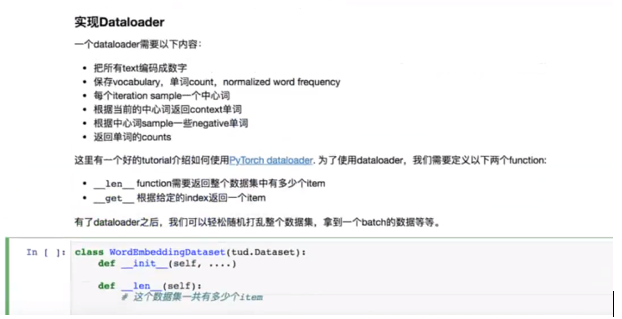 实现Dataloader
一个dataloader需要以下内容：
• 把所有text编码成数字
• 保存vocabulary，单词count，normalized word frequency
• 每个iteration sample一个中心词
• 根据当前的中心词返回context单词
• 根据中心词sample一些negative单词
• 返回单词的counts
这里有一个好的tutorial介绍如何使用PyTorch dataloader. 为了使用dataloader，我们需要定义以下两个function:
• __len__ function需要返回整个数据集中有多少个item
• __get__ 根据给定的index返回一个item
有了dataloader之后，我们可以轻松随机打乱整个数据集，拿到一个batch的数据等等。
In [ ]: class WordEmbeddingDataset(tud.Dataset):
def __init__(self, ....)
def __len__(self):
# 这个数据集一共有多少个item